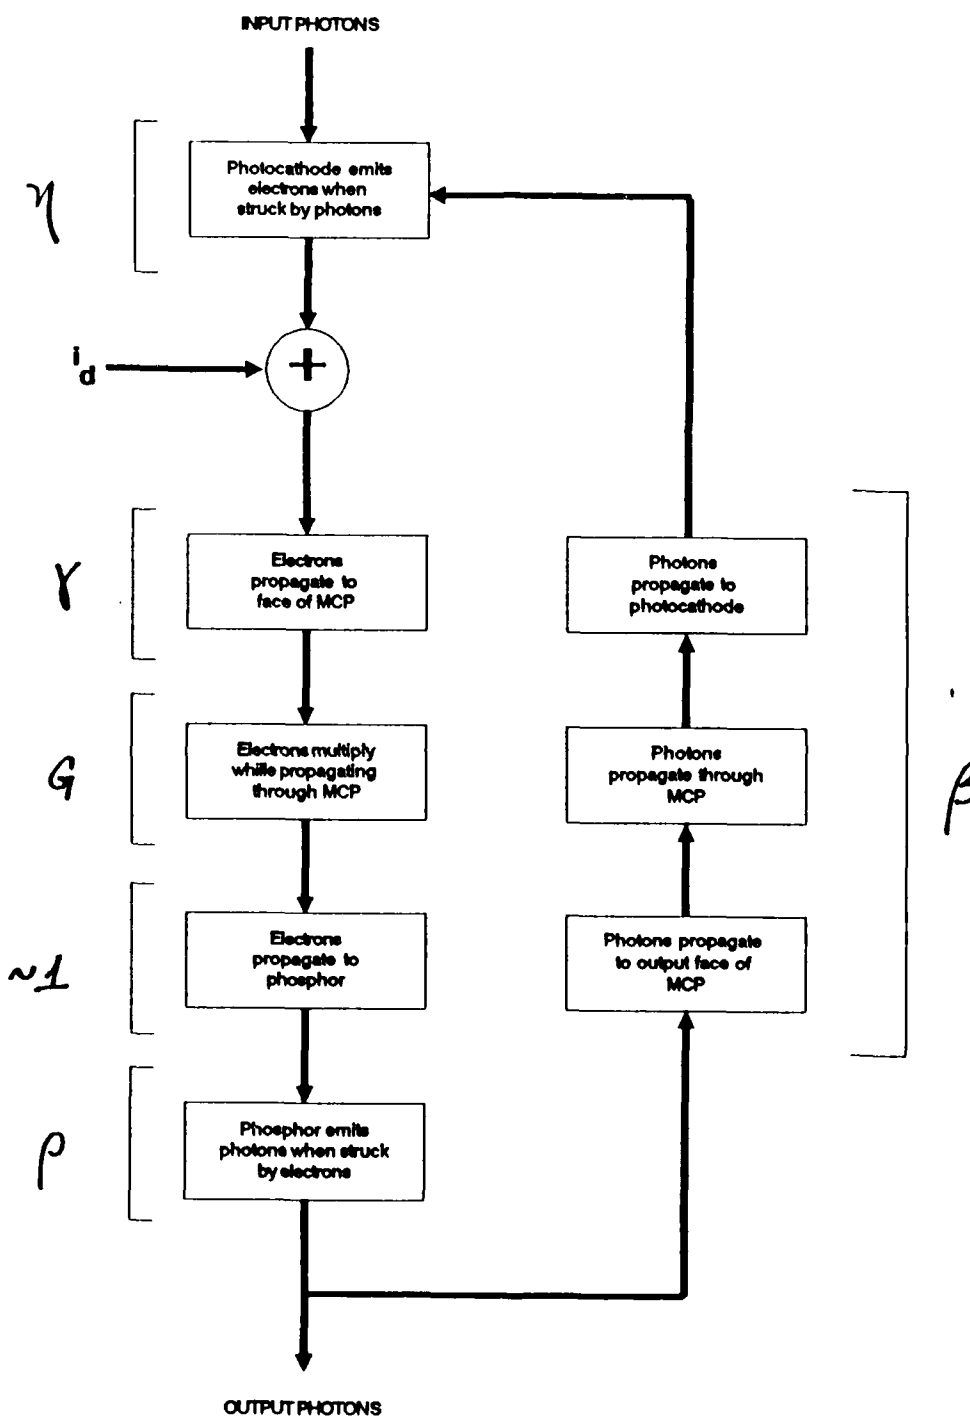 INPUT PHOTONS
η
Photocathode emits
electrons when
struck by photons
i_d
+
γ
Electrons
propagate to
face of MCP
G
Electrons multiply
while propagating
through MCP
~1
Electrons
propagate to
phosphor
ρ
Phosphor emits
photons when struck
by electrons
Photons
propagate to
photocathode
Photons
propagate through
MCP
Photons propagate
to output face of
MCP
β
OUTPUT PHOTONS